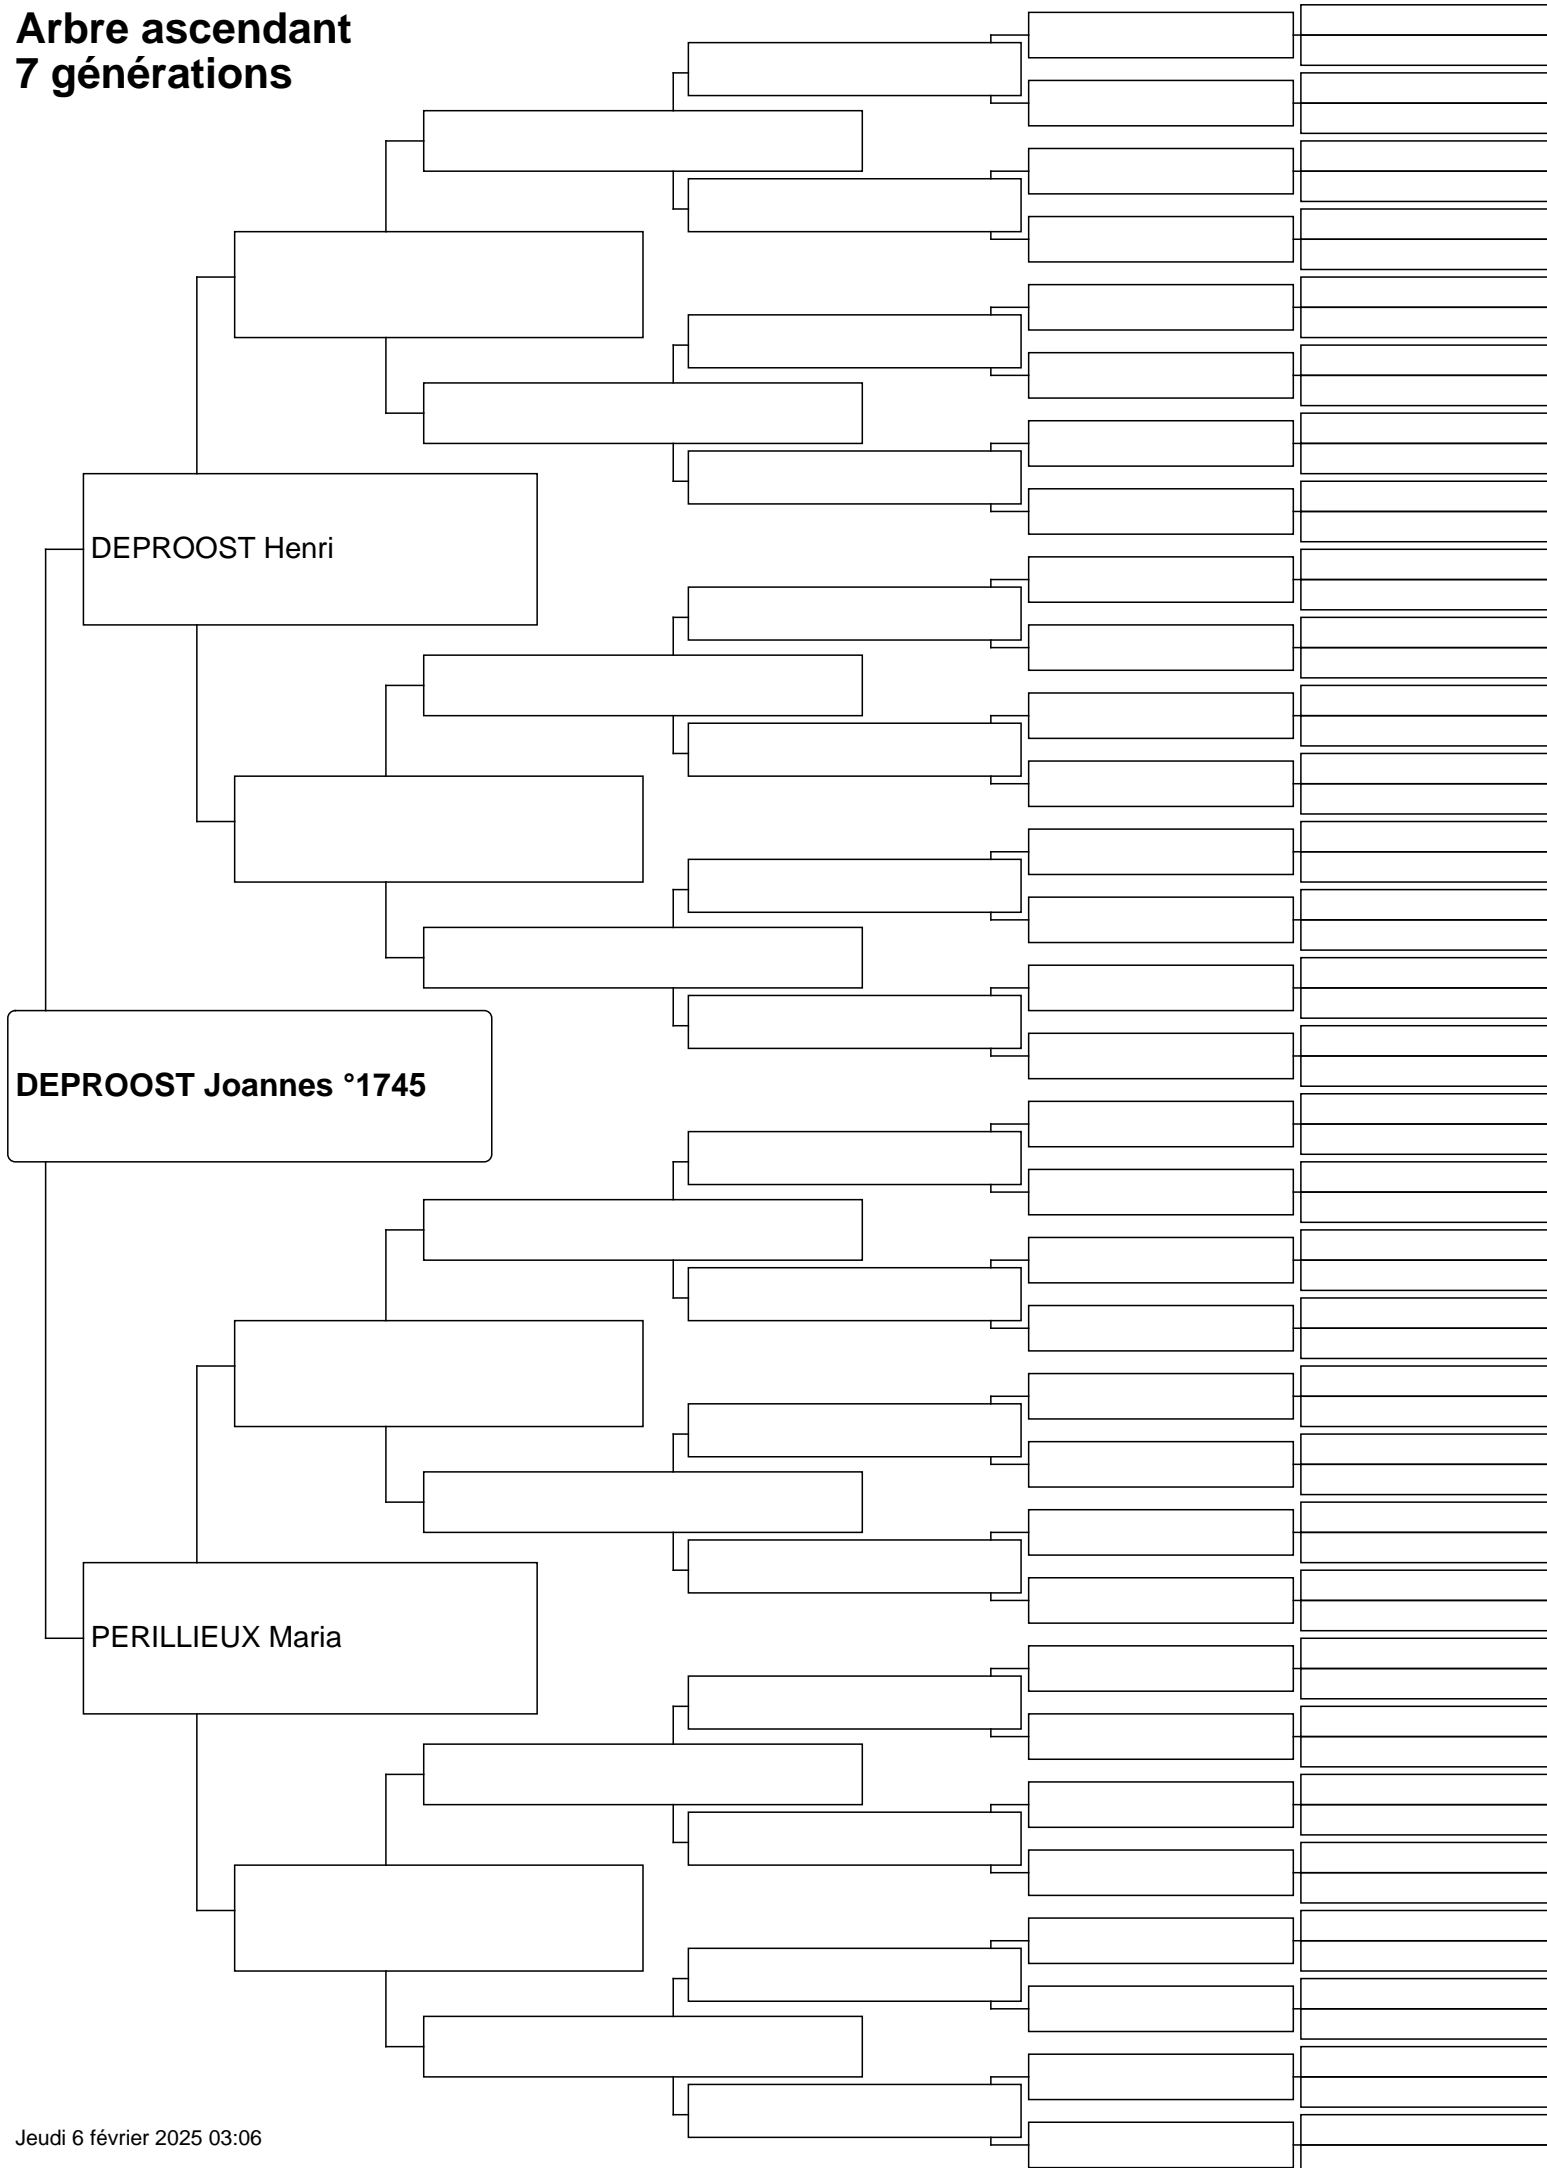 Arbre ascendant
7 générations
DEPROOST Henri
DEPROOST Joannes °1745
PERILLIEUX Maria
Jeudi 6 février 2025 03:06